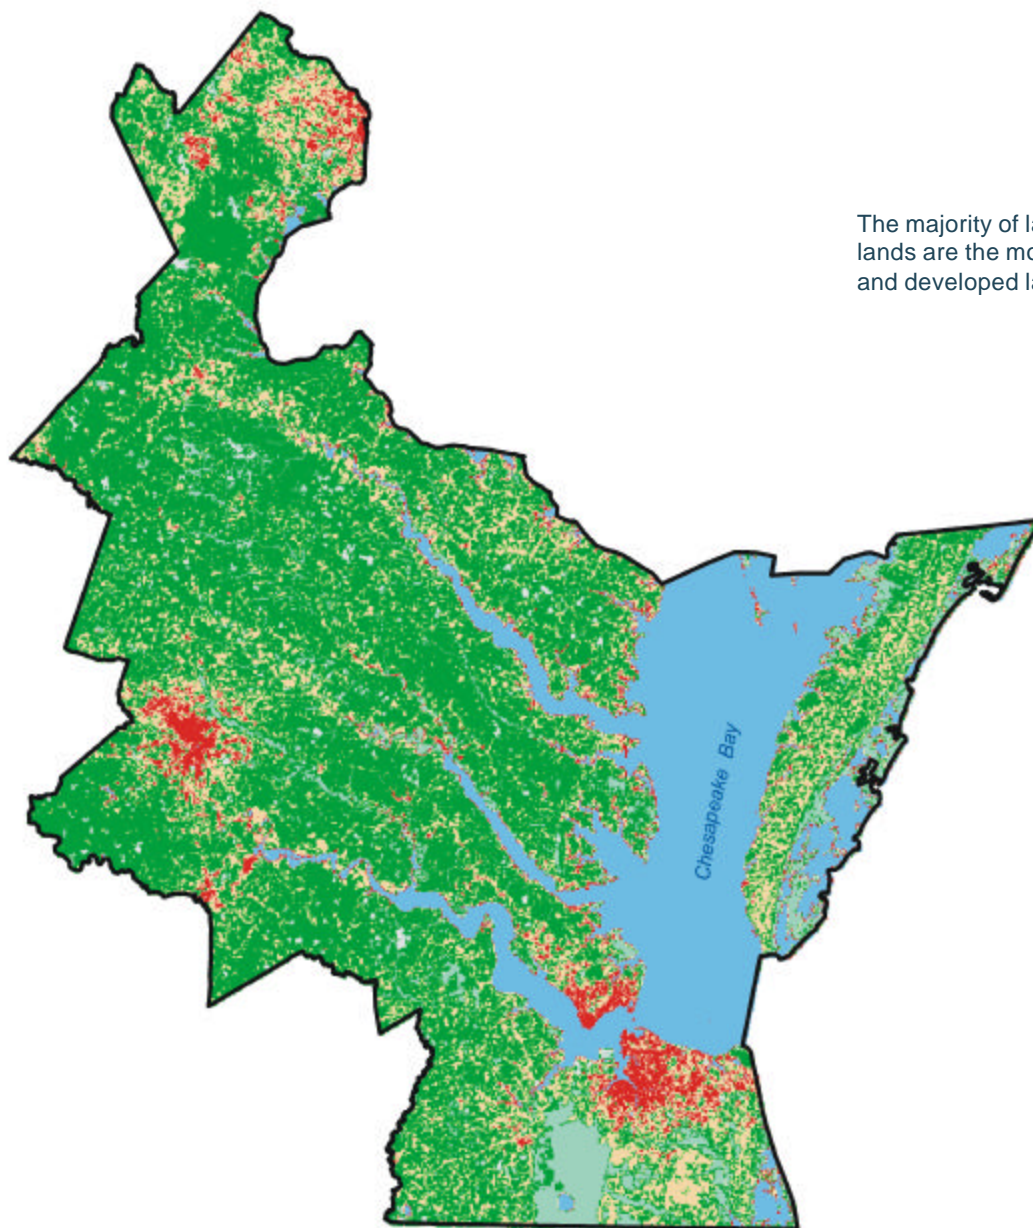 The majority of la
lands are the mo
and developed la
Chesapeake Bay